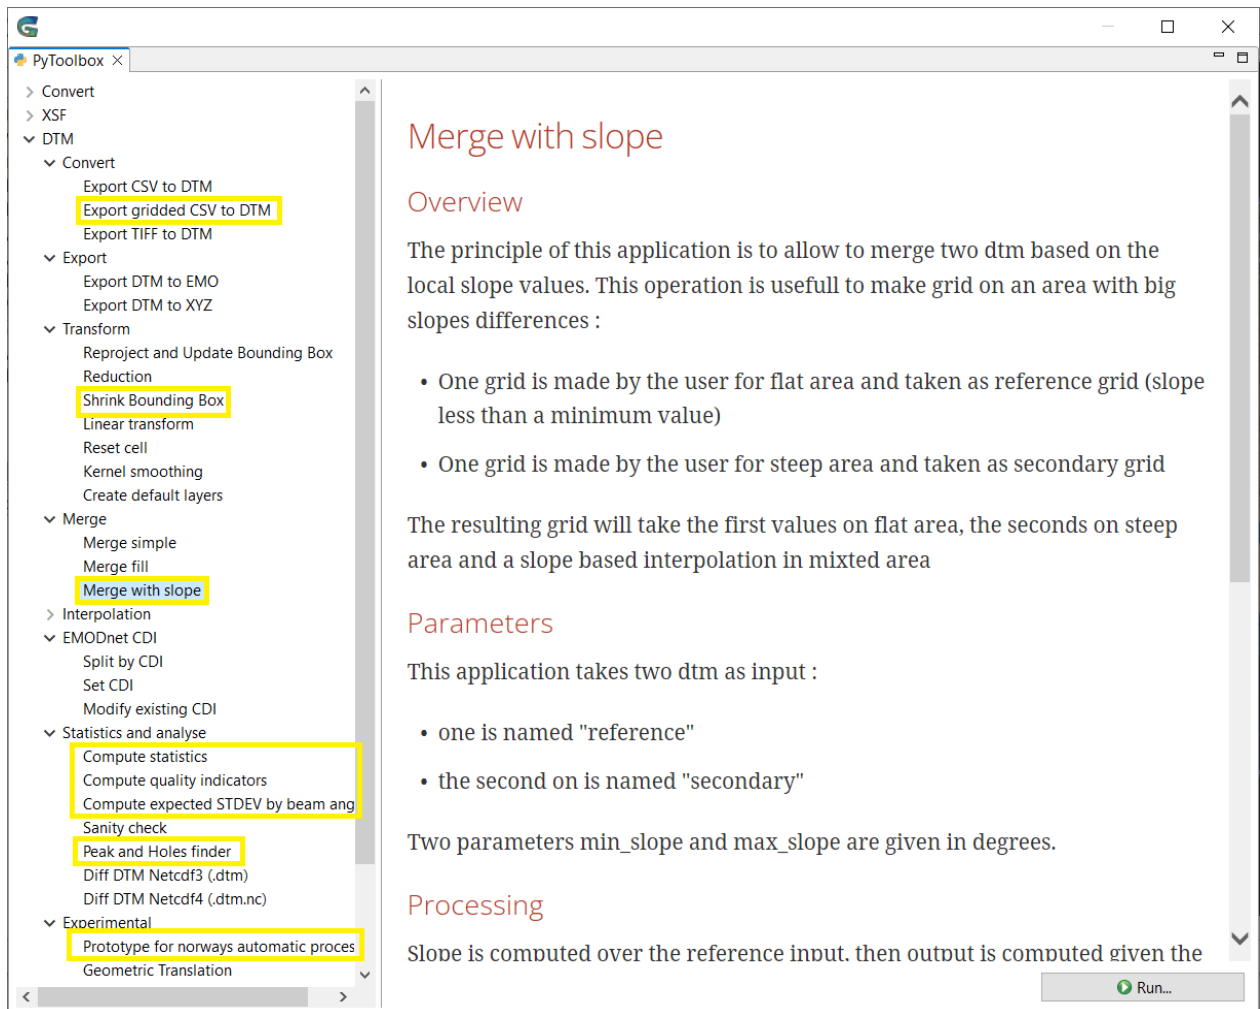 PyToolbox
Convert
XSF
DTM
Convert
Export CSV to DTM
Export gridded CSV to DTM
Export TIFF to DTM
Export
Export DTM to EMO
Export DTM to XYZ
Transform
Reproject and Update Bounding Box
Reduction
Shrink Bounding Box
Linear transform
Reset cell
Kernel smoothing
Create default layers
Merge
Merge simple
Merge fill
Merge with slope
Interpolation
EMODnet CDI
Split by CDI
Set CDI
Modify existing CDI
Statistics and analyse
Compute statistics
Compute quality indicators
Compute expected STDEV by beam ang
Sanity check
Peak and Holes finder
Diff DTM Netcdf3 (.dtm)
Diff DTM Netcdf4 (.dtm.nc)
Experimental
Prototype for norways automatic proces
Geometric Translation
Merge with slope
Overview
The principle of this application is to allow to merge two dtm based on the
local slope values. This operation is usefull to make grid on an area with big
slopes differences :
• One grid is made by the user for flat area and taken as reference grid (slope
less than a minimum value)
• One grid is made by the user for steep area and taken as secondary grid
The resulting grid will take the first values on flat area, the seconds on steep
area and a slope based interpolation in mixted area
Parameters
This application takes two dtm as input :
• one is named "reference"
• the second on is named "secondary"
Two parameters min_slope and max_slope are given in degrees.
Processing
Slope is computed over the reference input, then output is computed given the
Run...